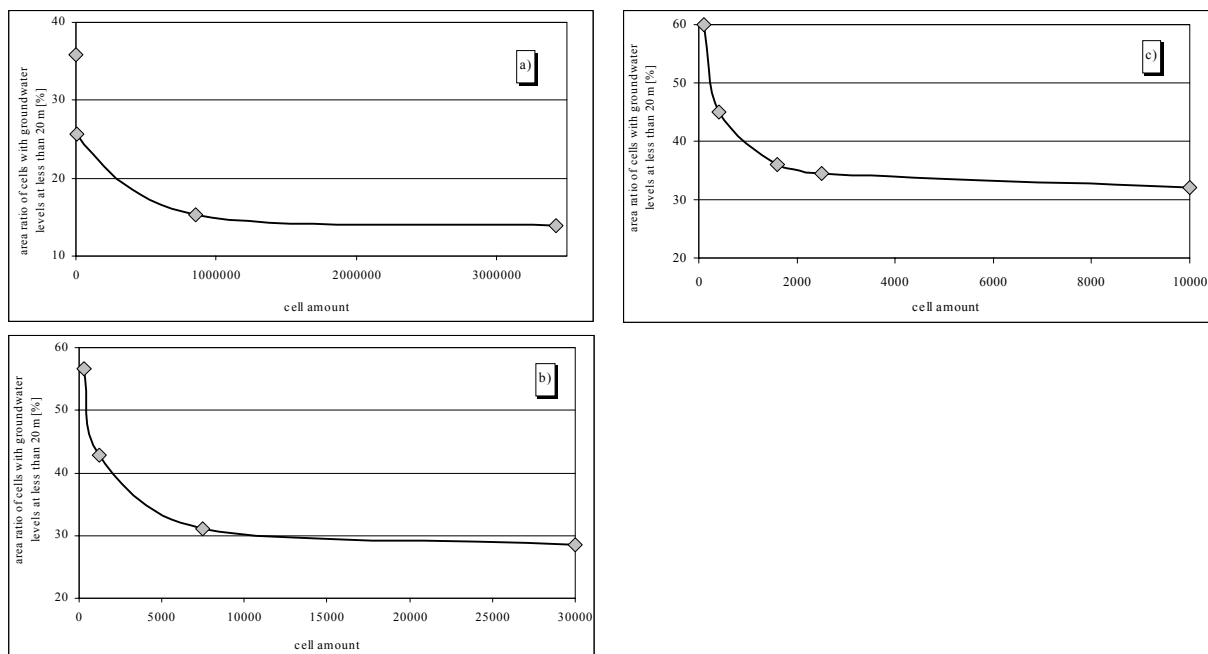 a)
area ratio of cells with groundwater
levels at less than 20 m [%]
40
30
20
10
0 1000000 2000000 3000000
cell amount
c)
area ratio of cells with groundwater
levels at less than 20 m [%]
60
50
40
30
20
0 2000 4000 6000 8000 10000
cell amount
b)
area ratio of cells with groundwater
levels at less than 20 m [%]
60
50
40
30
20
0 5000 10000 15000 20000 25000 30000
cell amount